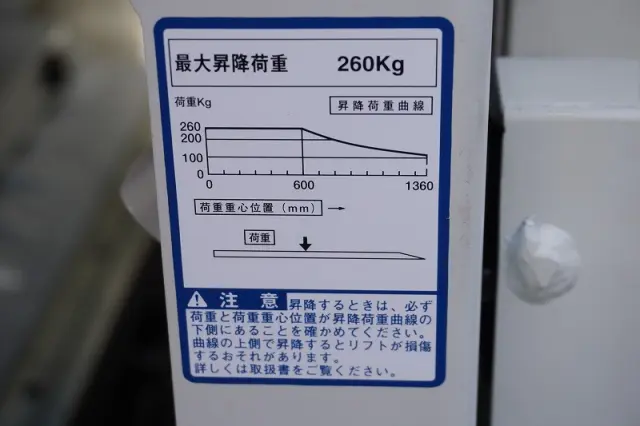 最大昇降荷重 260Kg
荷重Kg
昇降荷重曲線
260
200
100
0
0 600 1360
荷重重心位置(mm) →
荷重
注意 昇降するときは、必ず
荷重と荷重重心位置が昇降荷重曲線の
下側にあることを確かめてください。
曲線の上側で昇降するとリフトが損傷
するおそれがあります。
詳しくは取扱書をご覧ください。